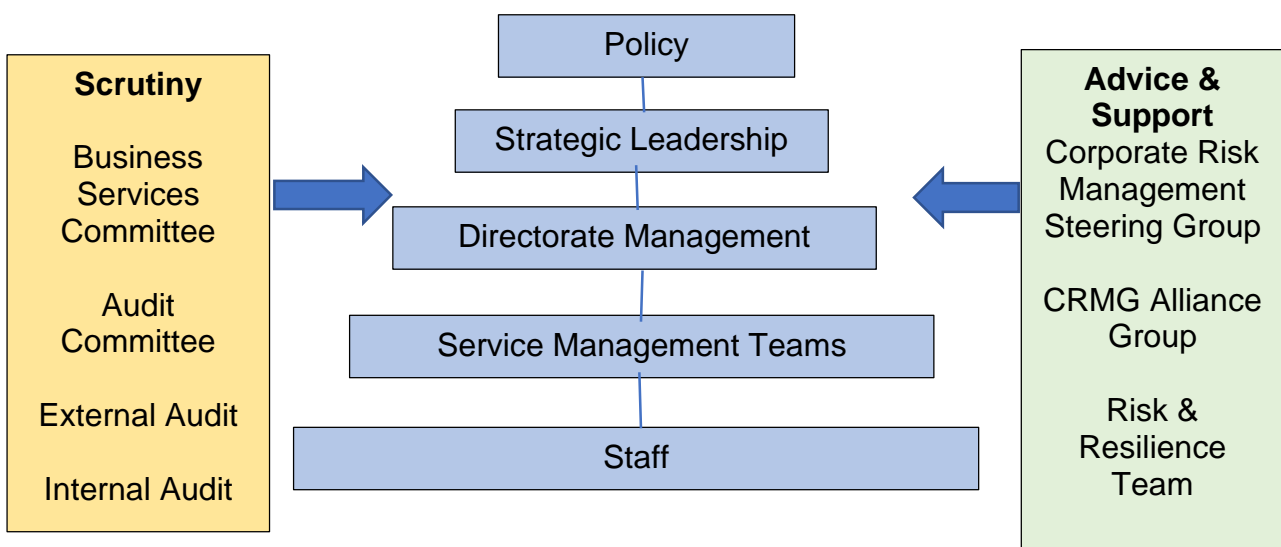 Scrutiny
Business
Services
Committee
Audit
Committee
External Audit
Internal Audit
Policy
Strategic Leadership
Directorate Management
Service Management Teams
Staff
Advice &
Support
Corporate Risk
Management
Steering Group
CRMG Alliance
Group
Risk &
Resilience
Team